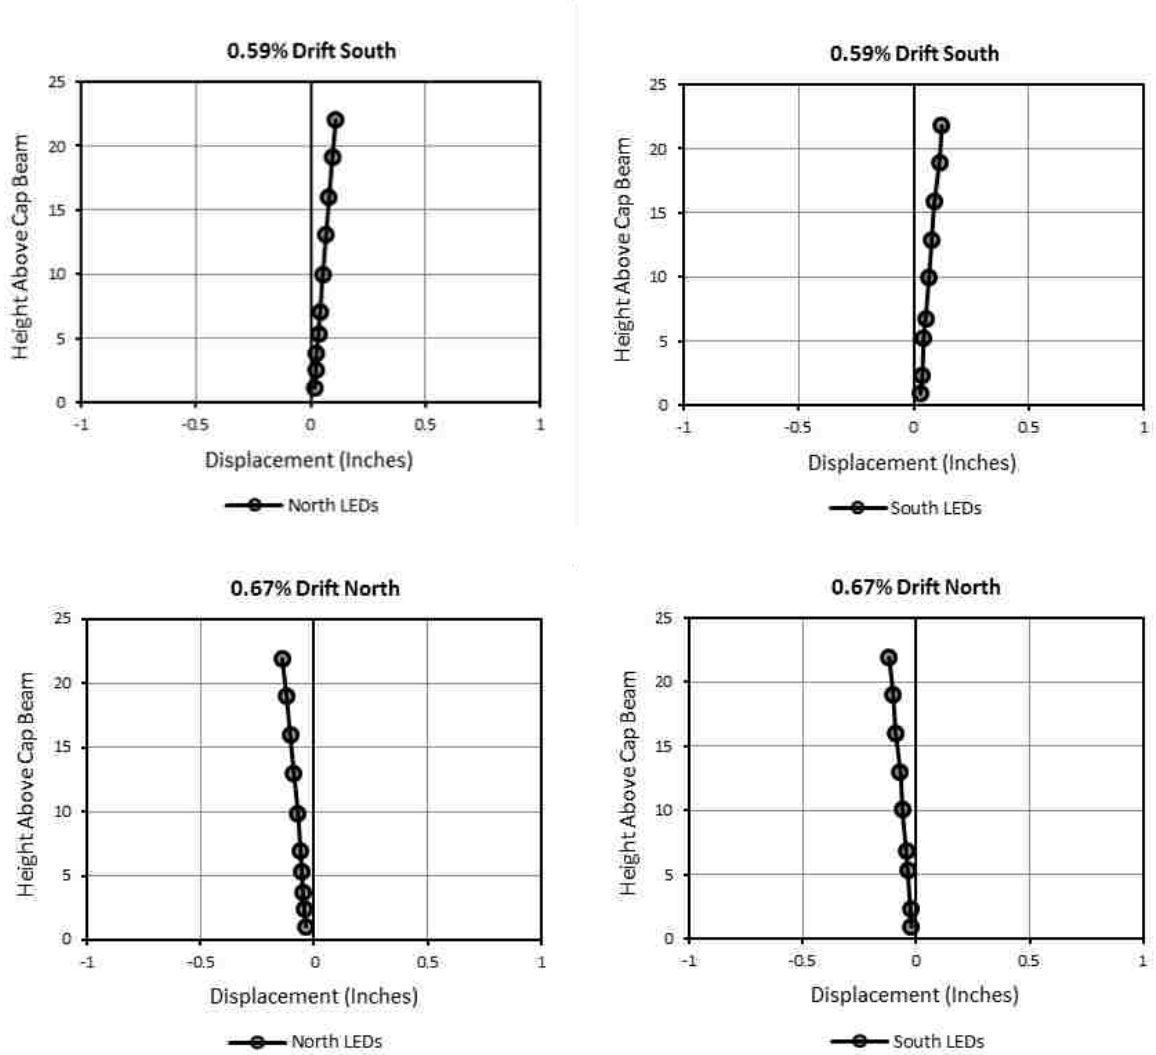 0.59% Drift South
25
20
15
10
5
0
Height Above Cap Beam
-1
-0.5
0
0.5
1
Displacement (Inches)
North LEDs
0.59% Drift South
25
20
15
10
5
0
Height Above Cap Beam
-1
-0.5
0
0.5
1
Displacement (Inches)
South LEDs
0.67% Drift North
25
20
15
10
5
0
Height Above Cap Beam
-1
-0.5
0
0.5
1
Displacement (Inches)
North LEDs
0.67% Drift North
25
20
15
10
5
0
Height Above Cap Beam
-1
-0.5
0
0.5
1
Displacement (Inches)
South LEDs